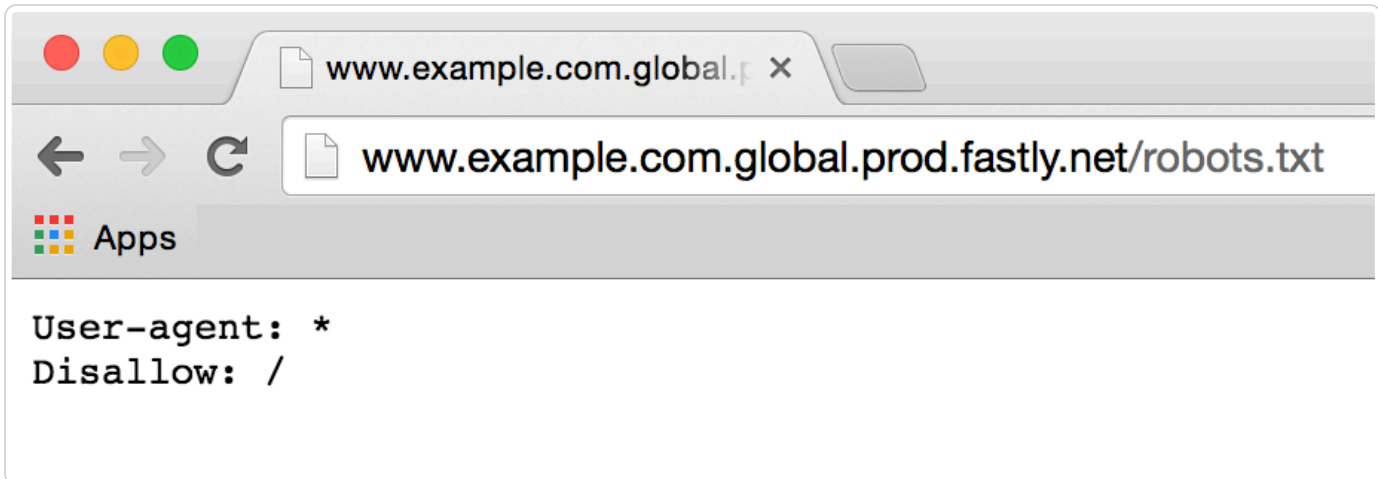 www.example.com.global.p
www.example.com.global.prod.fastly.net/robots.txt
Apps
User-agent: *
Disallow: /